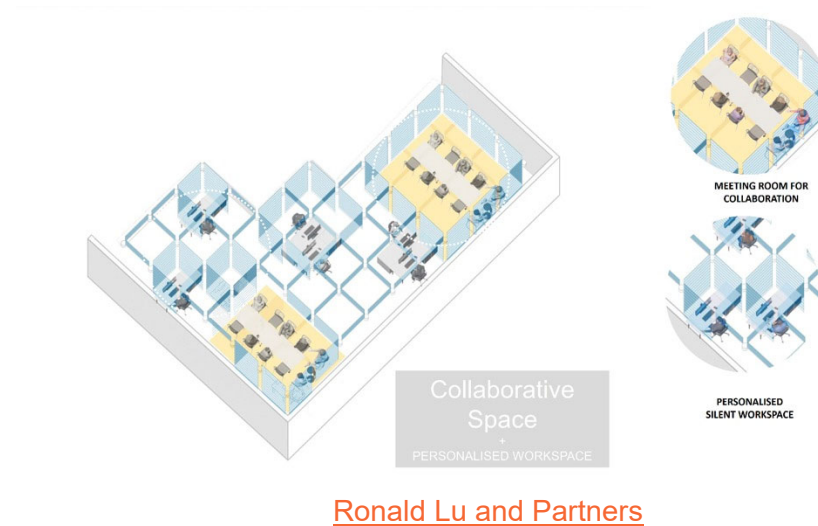 MEETING ROOM FOR
COLLABORATION
Collaborative
Space
+
PERSONALISED WORKSPACE
PERSONALISED
SILENT WORKSPACE
Ronald Lu and Partners